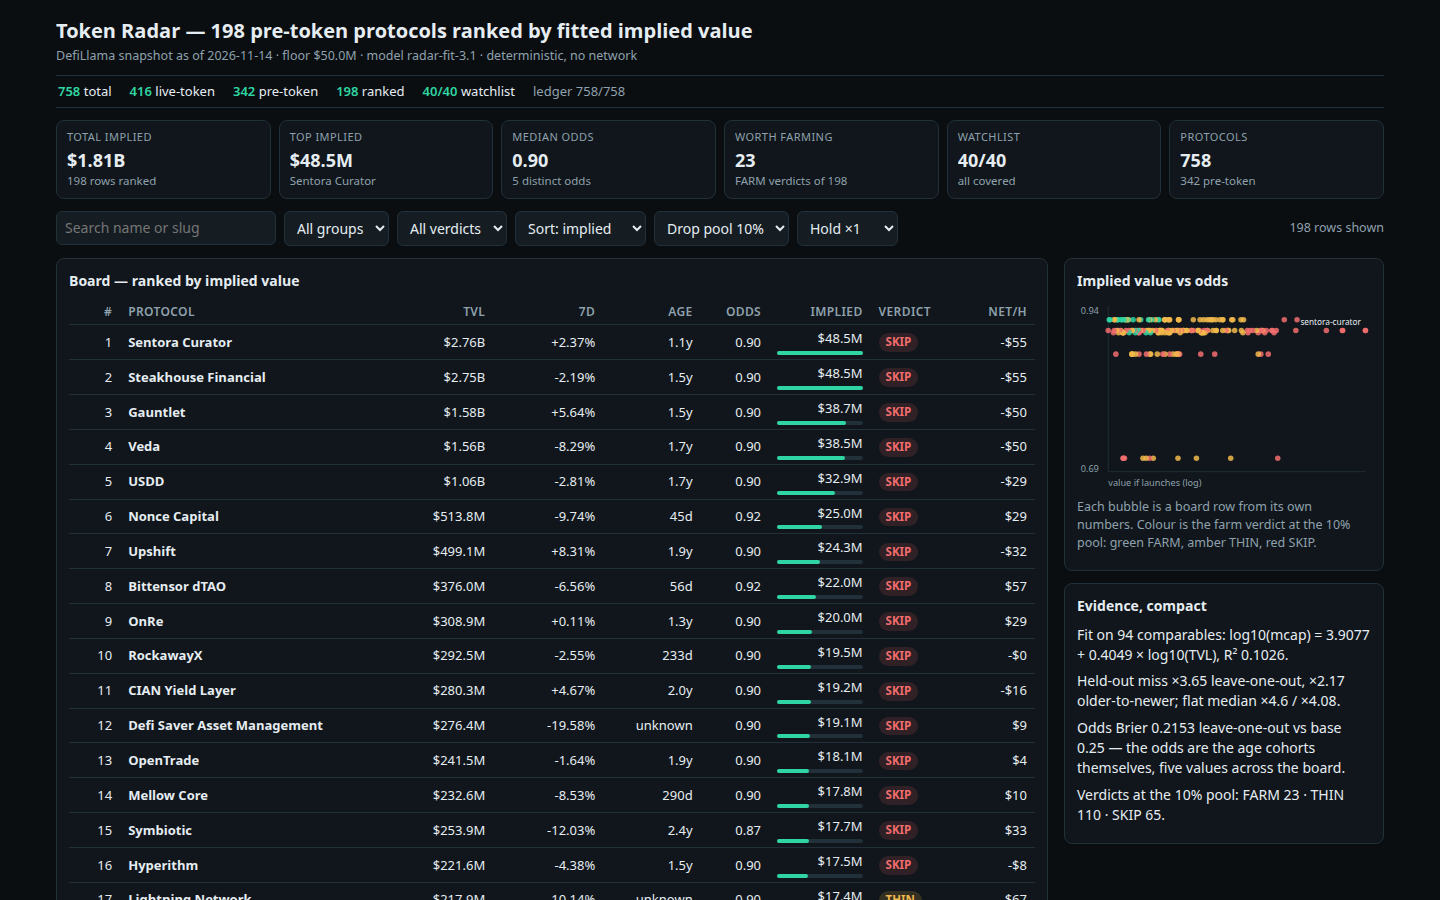 Token Radar — 198 pre-token protocols ranked by fitted implied value
DefiLlama snapshot as of 2026-11-14 · floor $50.0M · model radar-fit-3.1 · deterministic, no network
758 total 416 live-token 342 pre-token 198 ranked 40/40 watchlist ledger 758/758
TOTAL IMPLIED
$1.81B
198 rows ranked
TOP IMPLIED
$48.5M
Sentora Curator
MEDIAN ODDS
0.90
5 distinct odds
WORTH FARMING
23
FARM verdicts of 198
WATCHLIST
40/40
all covered
PROTOCOLS
758
342 pre-token
Search name or slug All groups All verdicts Sort: implied Drop pool 10% Hold ×1 198 rows shown
Board — ranked by implied value
# PROTOCOL TVL 7D AGE ODDS IMPLIED VERDICT NET/H
1 Sentora Curator $2.76B +2.37% 1.1y 0.90 $48.5M SKIP -$55
2 Steakhouse Financial $2.75B -2.19% 1.5y 0.90 $48.5M SKIP -$55
3 Gauntlet $1.58B +5.64% 1.5y 0.90 $38.7M SKIP -$50
4 Veda $1.56B -8.29% 1.7y 0.90 $38.5M SKIP -$50
5 USDD $1.06B -2.81% 1.7y 0.90 $32.9M SKIP -$29
6 Nonce Capital $513.8M -9.74% 45d 0.92 $25.0M SKIP $29
7 Upshift $499.1M +8.31% 1.9y 0.90 $24.3M SKIP -$32
8 Bittensor dTAO $376.0M -6.56% 56d 0.92 $22.0M SKIP $57
9 OnRe $308.9M +0.11% 1.3y 0.90 $20.0M SKIP $29
10 RockawayX $292.5M -2.55% 233d 0.90 $19.5M SKIP -$0
11 CIAN Yield Layer $280.3M +4.67% 2.0y 0.90 $19.2M SKIP -$16
12 Defi Saver Asset Management $276.4M -19.58% unknown 0.90 $19.1M SKIP $9
13 OpenTrade $241.5M -1.64% 1.9y 0.90 $18.1M SKIP $4
14 Mellow Core $232.6M -8.53% 290d 0.90 $17.8M SKIP $10
15 Symbiotic $253.9M -12.03% 2.4y 0.87 $17.7M SKIP $33
16 Hyperithm $221.6M -4.38% 1.5y 0.90 $17.5M SKIP -$8
17 Lightning Network $217.9M -10.14% unknown 0.90 $17.4M THIN $67
Implied value vs odds
0.94
sentora-curator
0.69
value if launches (log)
Each bubble is a board row from its own
numbers. Colour is the farm verdict at the 10%
pool: green FARM, amber THIN, red SKIP.
Evidence, compact
Fit on 94 comparables: log10(mcap) = 3.9077
+ 0.4049 × log10(TVL), R² 0.1026.
Held-out miss ×3.65 leave-one-out, ×2.17
older-to-newer; flat median ×4.6 / ×4.08.
Odds Brier 0.2153 leave-one-out vs base
0.25 — the odds are the age cohorts
themselves, five values across the board.
Verdicts at the 10% pool: FARM 23 · THIN
110 · SKIP 65.